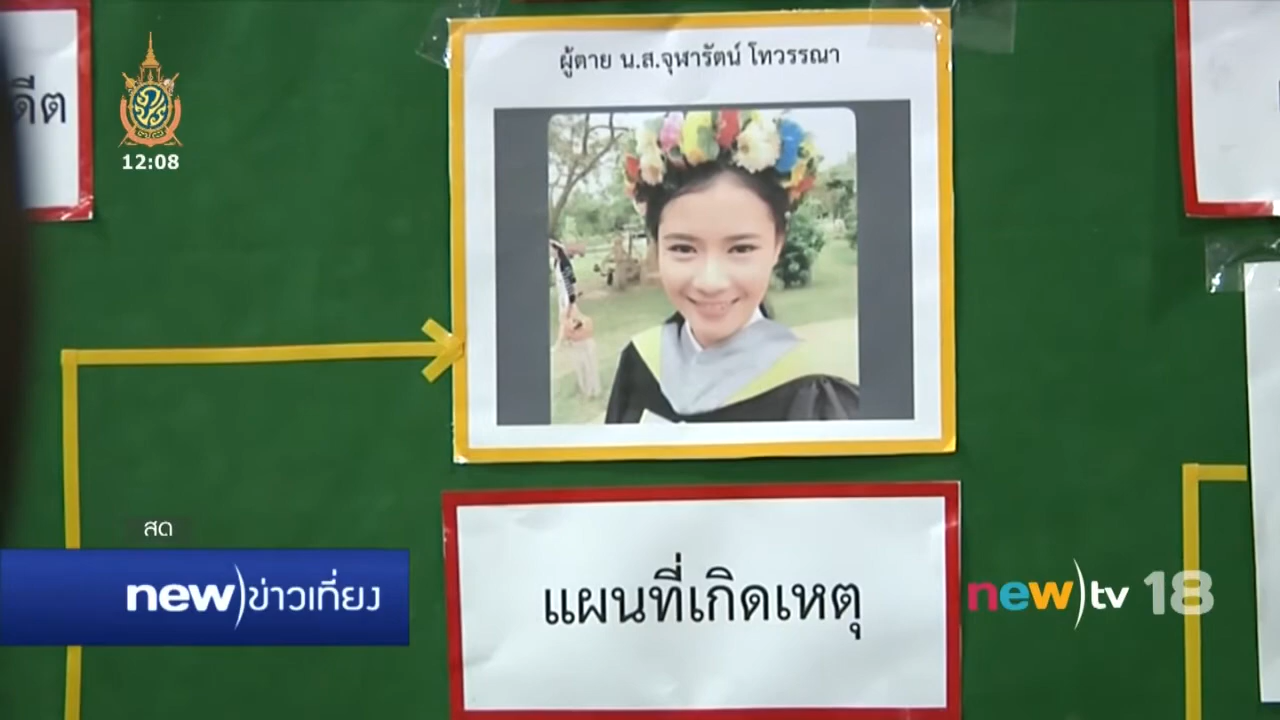 ผู้ตาย น.ส.จุฬารัตน์ โทวรรณา
ดีต
12:08
สด
new)ข่าวเที่ยง
แผนที่เกิดเหตุ
new)tv 18